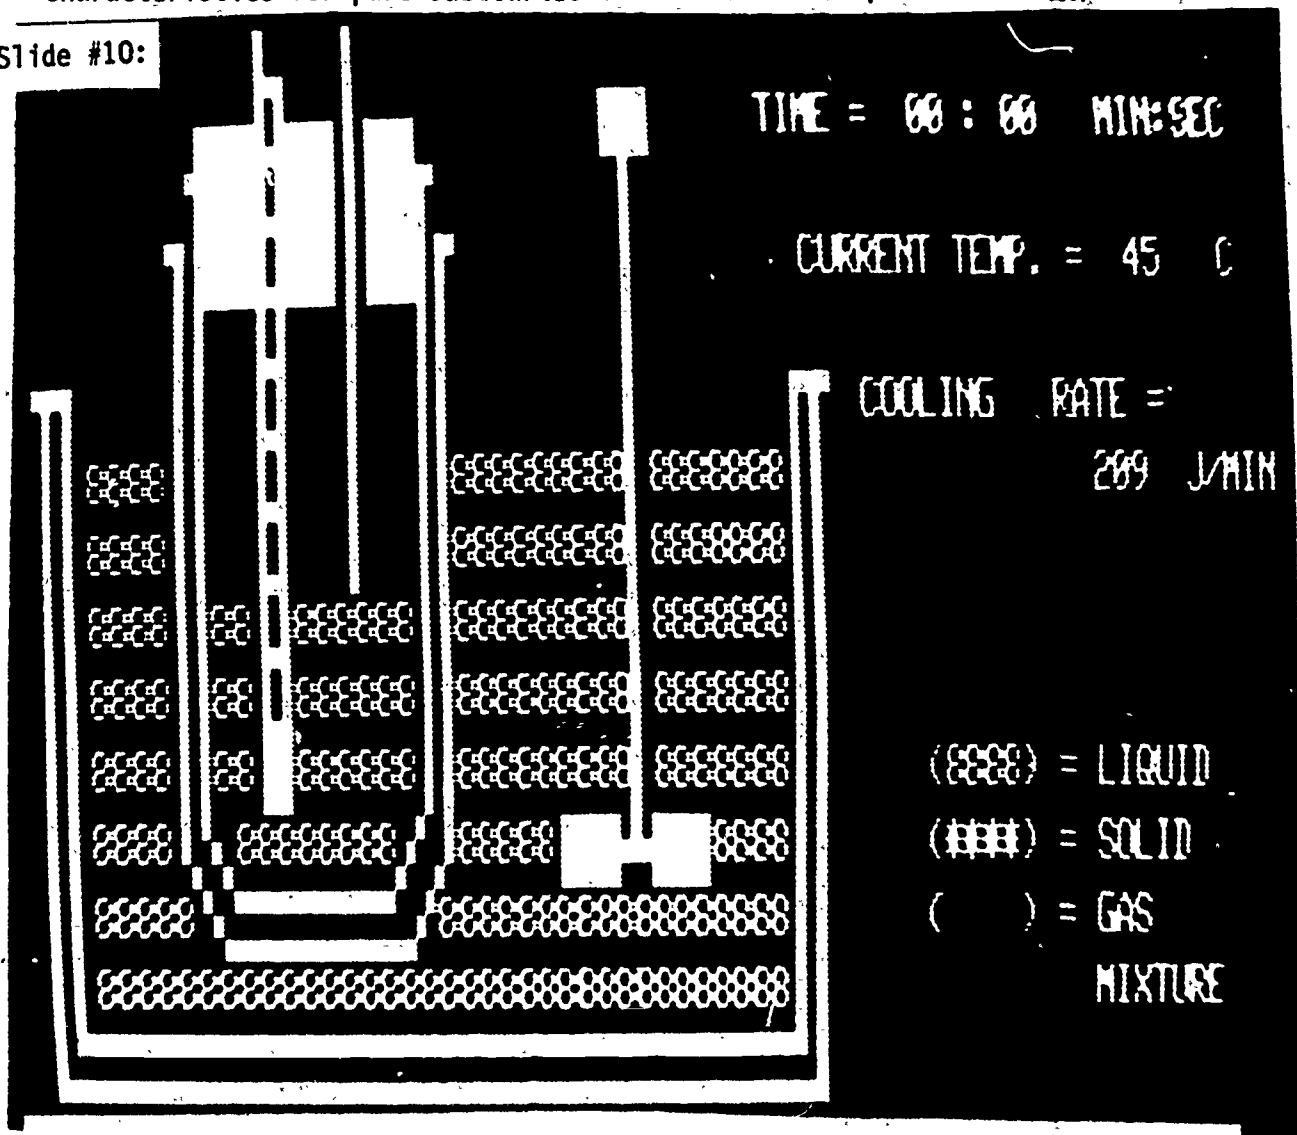 Slide #10:
TIME = 00 : 00 MIN:SEC
CURRENT TEMP. = 45 C
COOLING RATE =
209 J/MIN
( ) = LIQUID
( ) = SOLID
( ) = GAS
MIXTURE